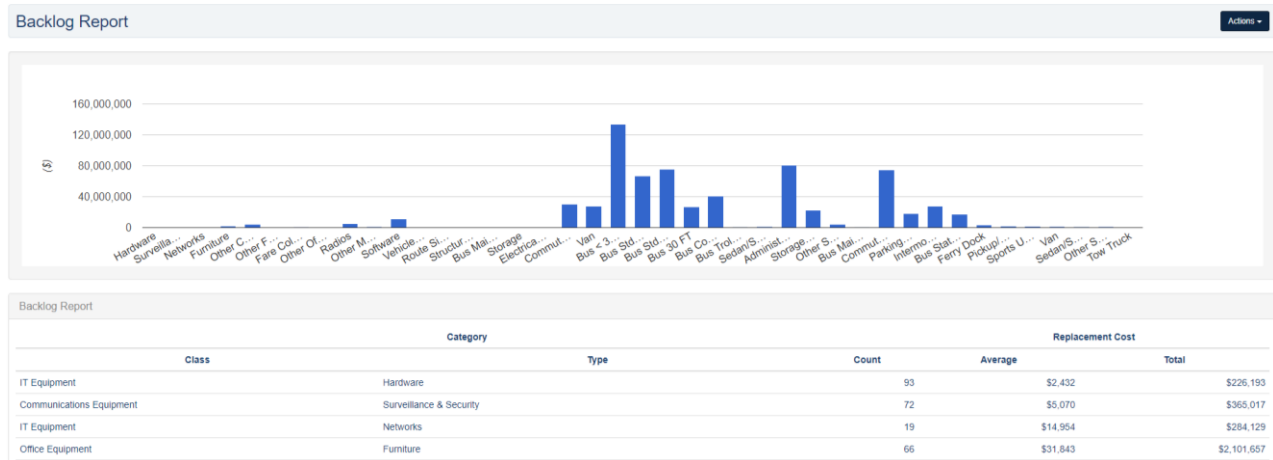 Backlog Report
Actions
160,000,000
120,000,000
80,000,000
40,000,000
0
($)
Hardware
Surveilla...
Networks
Furniture
Other C...
Other F...
Fare Col...
Other Of...
Radios
Other M...
Software
Vehicle...
Route Si...
Structur...
Bus Mai...
Storage
Electrica...
Commut...
Van
Bus < 3...
Bus Std...
Bus Std...
Bus 30 FT
Bus Co...
Bus Trol...
Sedan/S...
Administ...
Storage...
Other S...
Bus Mai...
Commut...
Parking...
Intermo...
Bus Stat...
Ferry Dock
Pickup/...
Sports U...
Van
Sedan/S...
Other S...
Tow Truck
Backlog Report
Category Replacement Cost
Class Type Count Average Total
IT Equipment Hardware 93 $2,432 $226,193
Communications Equipment Surveillance & Security 72 $5,070 $365,017
IT Equipment Networks 19 $14,954 $284,129
Office Equipment Furniture 66 $31,843 $2,101,657